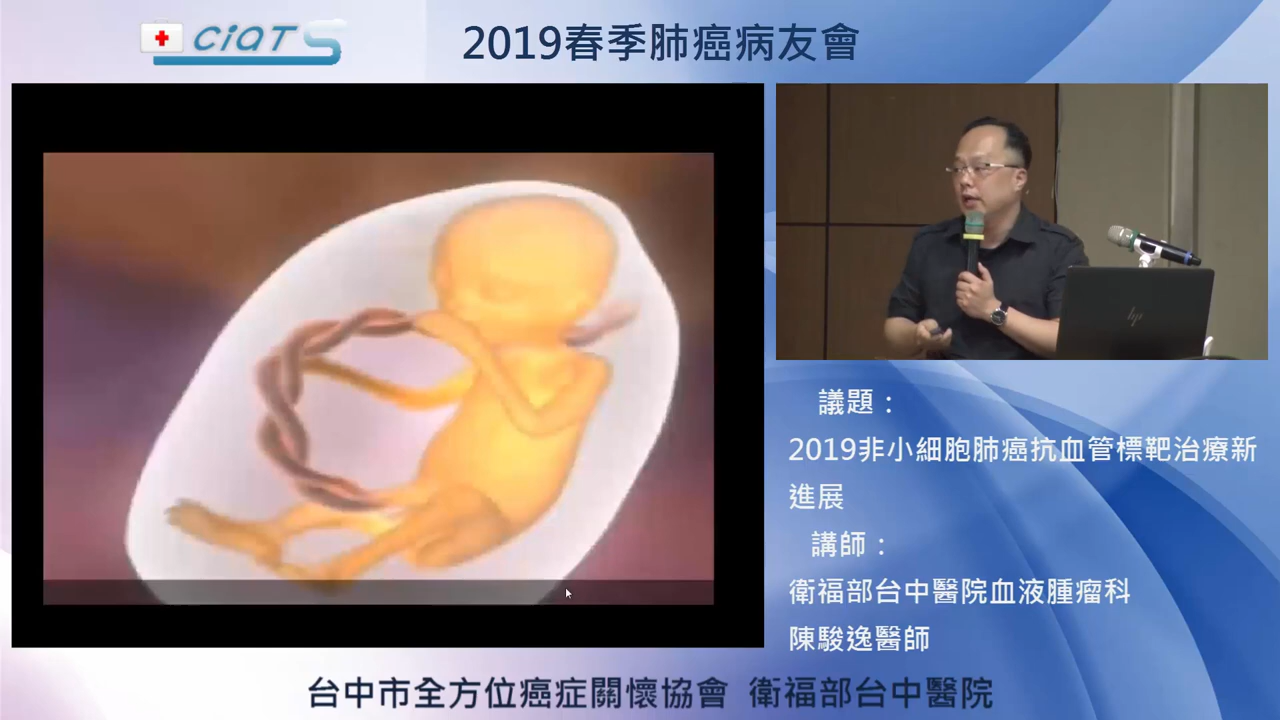 CiATS
2019春季肺癌病友會
hp
議題：
2019非小細胞肺癌抗血管標靶治療新
進展
講師：
衛福部台中醫院血液腫瘤科
陳駿逸醫師
台中市全方位癌症關懷協會 衛福部台中醫院